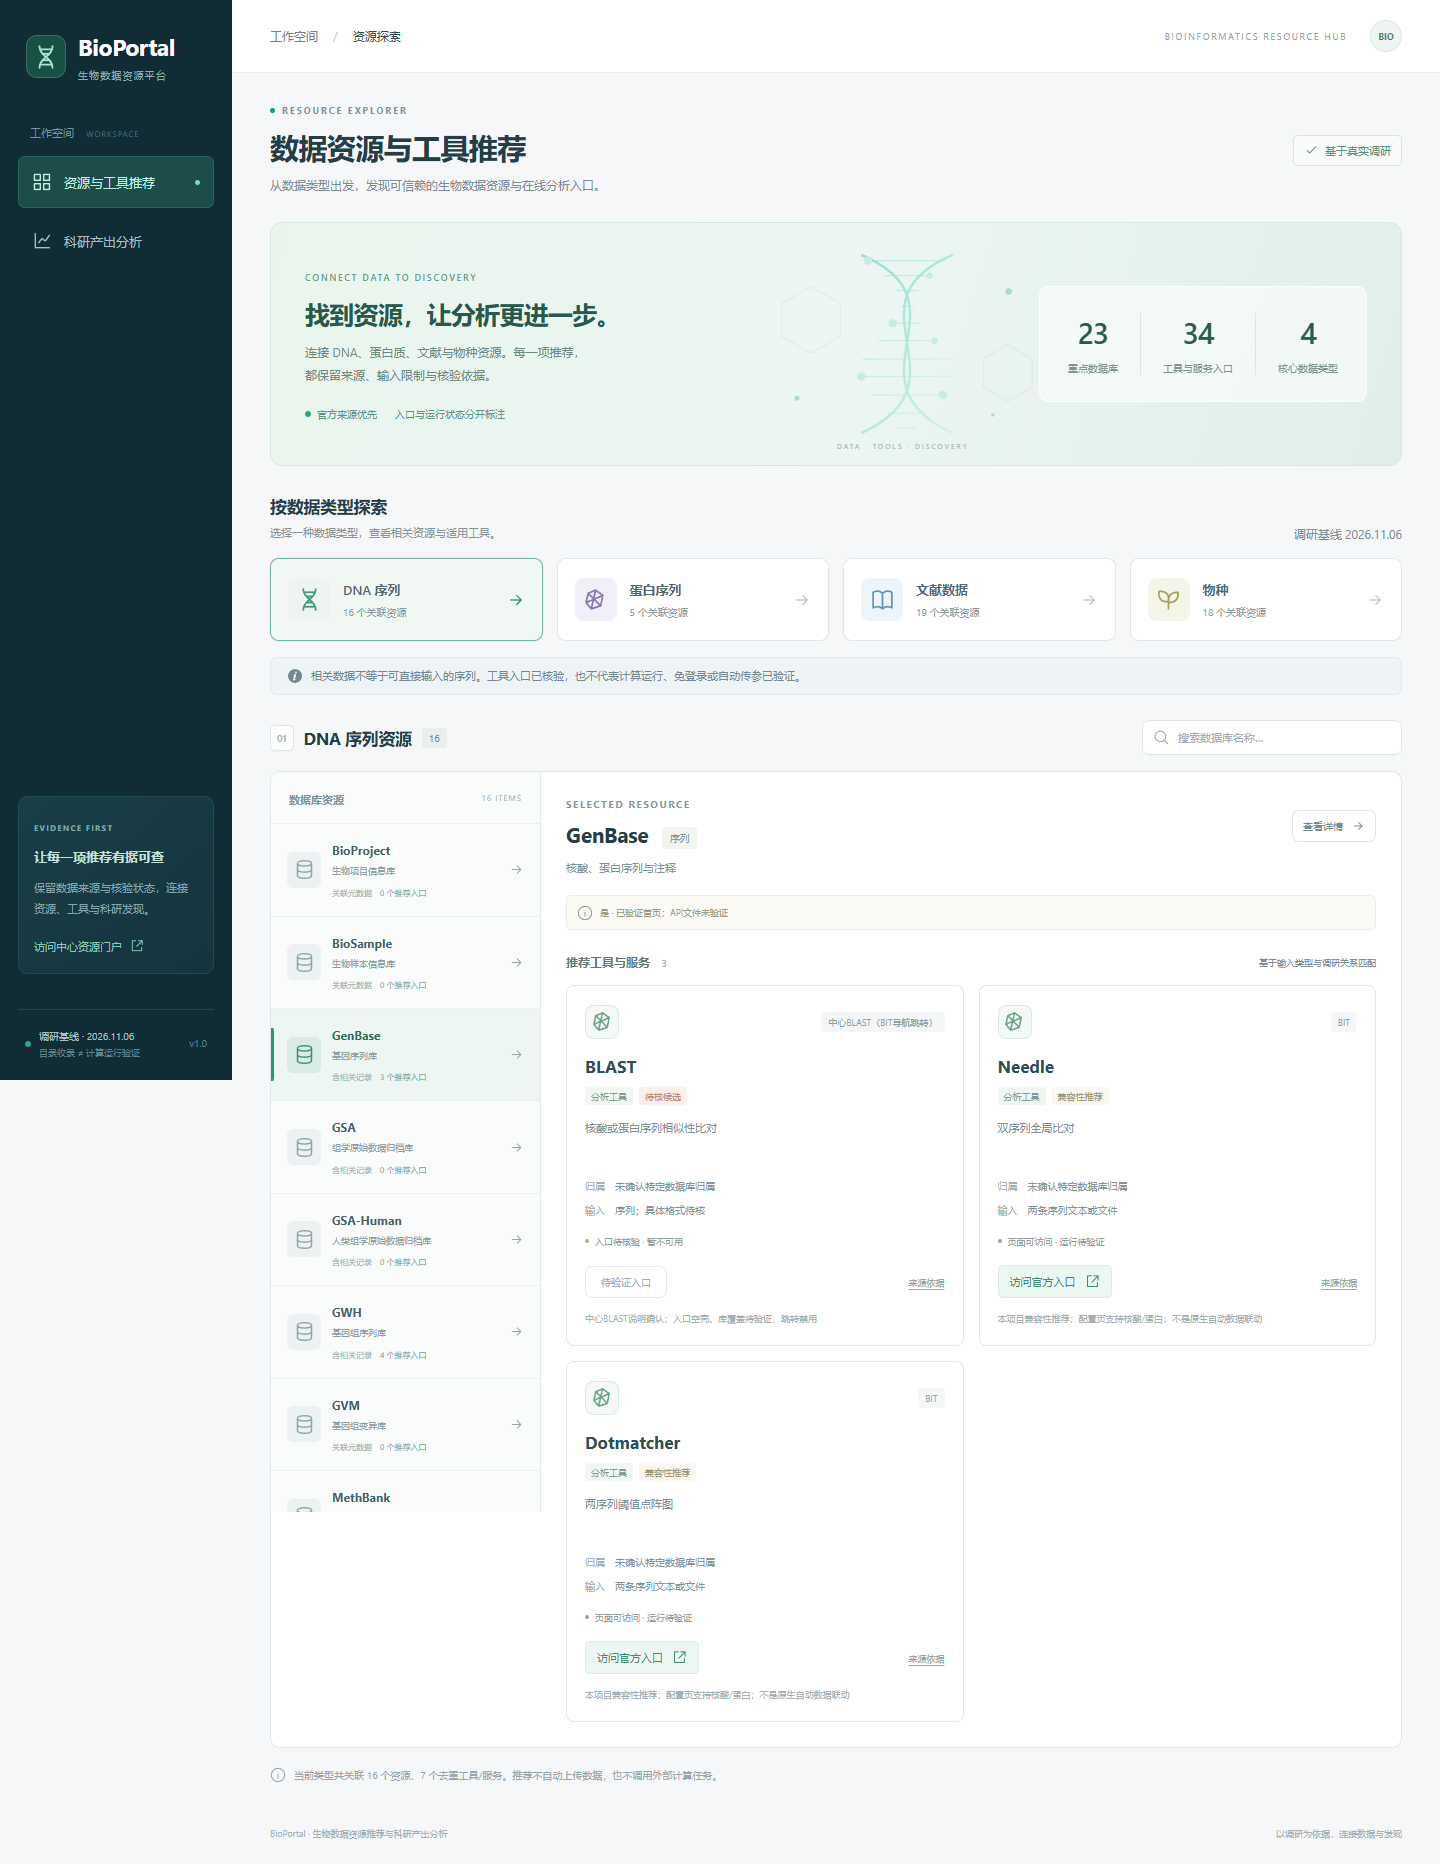 BioPortal
生物数据资源平台
工作空间 WORKSPACE
资源与工具推荐
科研产出分析
EVIDENCE FIRST
让每一项推荐有据可查
保留数据来源与核验状态，连接
资源、工具与科研发现。
访问中心资源门户
调研基线 · 2026.11.06
目录收录 ≠ 计算运行验证
v1.0
工作空间 / 资源探索
BIOINFORMATICS RESOURCE HUB
BIO
RESOURCE EXPLORER
数据资源与工具推荐
从数据类型出发，发现可信赖的生物数据资源与在线分析入口。
基于真实调研
CONNECT DATA TO DISCOVERY
找到资源，让分析更进一步。
连接 DNA、蛋白质、文献与物种资源。每一项推荐，
都保留来源、输入限制与核验依据。
官方来源优先 入口与运行状态分开标注
DATA · TOOLS · DISCOVERY
23
重点数据库
34
工具与服务入口
4
核心数据类型
按数据类型探索
选择一种数据类型，查看相关资源与适用工具。
调研基线 2026.11.06
DNA 序列
16 个关联资源
蛋白序列
5 个关联资源
文献数据
19 个关联资源
物种
18 个关联资源
相关数据不等于可直接输入的序列。工具入口已核验，也不代表计算运行、免登录或自动传参已验证。
01 DNA 序列资源 16
搜索数据库名称...
数据库资源
16 ITEMS
BioProject
生物项目信息库
关联元数据 0 个推荐入口
BioSample
生物样本信息库
关联元数据 0 个推荐入口
GenBase
基因序列库
含相关记录 3 个推荐入口
GSA
组学原始数据归档库
含相关记录 0 个推荐入口
GSA-Human
人类组学原始数据归档库
含相关记录 0 个推荐入口
GWH
基因组序列库
含相关记录 4 个推荐入口
GVM
基因组变异库
关联元数据 0 个推荐入口
MethBank
SELECTED RESOURCE
GenBase 序列
核酸、蛋白序列与注释
查看详情
是 · 已验证首页；API文件未验证
推荐工具与服务 3
基于输入类型与调研关系匹配
中心BLAST（BIT导航跳转）
BLAST
分析工具 待核候选
核酸或蛋白序列相似性比对
归属 未确认特定数据库归属
输入 序列；具体格式待核
入口待核验 · 暂不可用
待验证入口
来源依据
中心BLAST说明确认；入口空壳、库覆盖待验证，跳转禁用
BIT
Needle
分析工具 兼容性推荐
双序列全局比对
归属 未确认特定数据库归属
输入 两条序列文本或文件
页面可访问 · 运行待验证
访问官方入口
来源依据
本项目兼容性推荐；配置页支持核酸/蛋白；不是原生自动数据联动
BIT
Dotmatcher
分析工具 兼容性推荐
两序列阈值点阵图
归属 未确认特定数据库归属
输入 两条序列文本或文件
页面可访问 · 运行待验证
访问官方入口
来源依据
本项目兼容性推荐；配置页支持核酸/蛋白；不是原生自动数据联动
当前类型共关联 16 个资源、7 个去重工具/服务。推荐不自动上传数据，也不调用外部计算任务。
BioPortal · 生物数据资源推荐与科研产出分析
以调研为依据，连接数据与发现